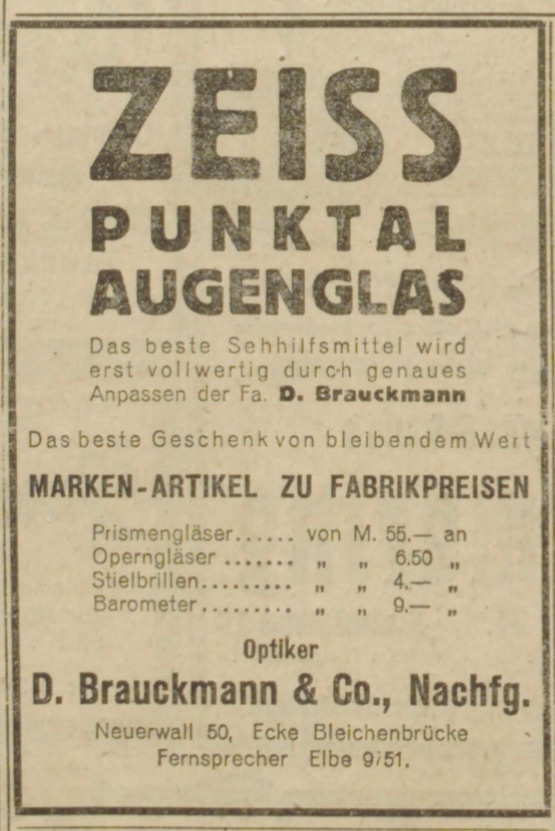 ZEISS
PUNKTAL
AUGENGLAS
Das beste Sehhilfsmittel wird
erst vollwertig durch genaues
Anpassen der Fa. D. Brauckmann
Das beste Geschenk von bleibendem Wert
MARKEN-ARTIKEL ZU FABRIKPREISEN
Prismengläser...... von M. 55.— an
Operngläser ....... „ „ 6.50 „
Stielbrillen......... „ „ 4.— „
Barometer......... „ „ 9.— „
Optiker
D. Brauckmann & Co., Nachfg.
Neuerwall 50, Ecke Bleichenbrücke
Fernsprecher Elbe